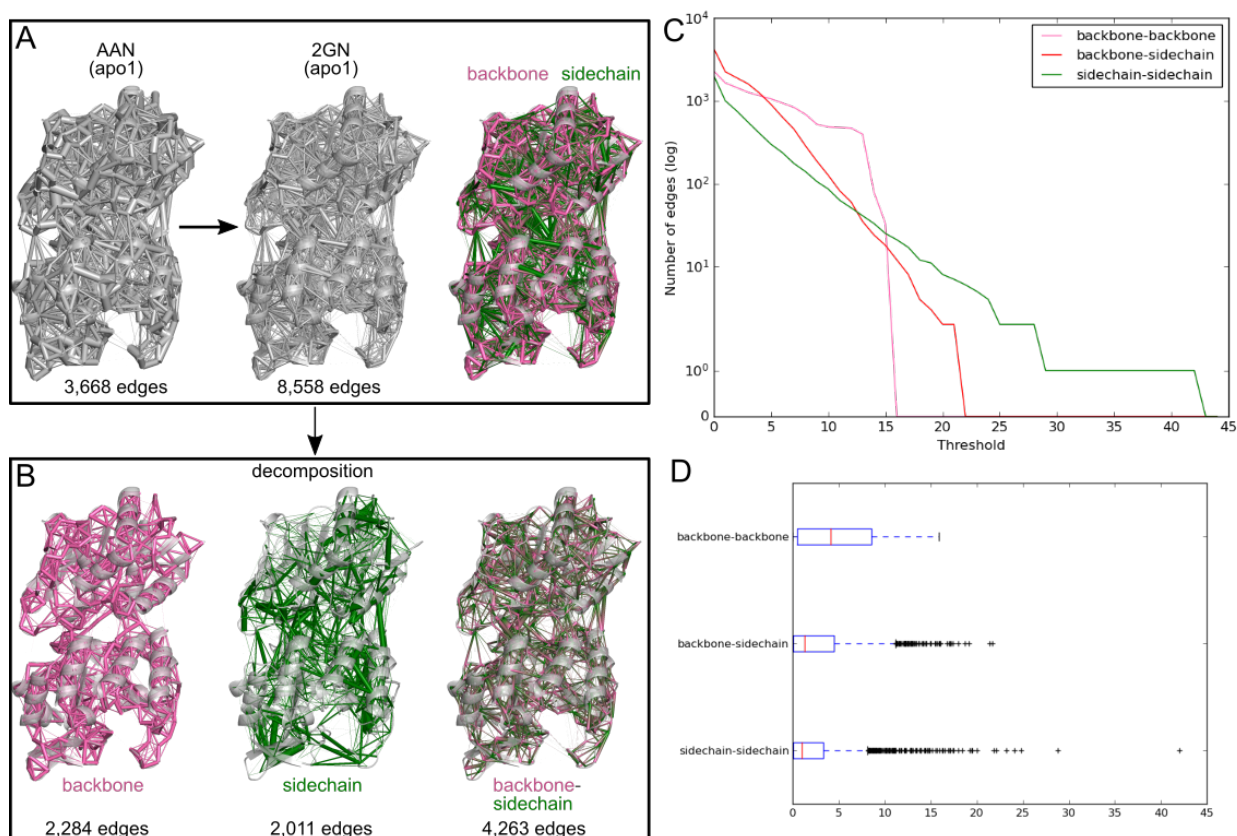 A
AAN
(apo1)
2GN
(apo1)
backbone sidechain
3,668 edges
8,558 edges
B
decomposition
backbone
sidechain
backbone-
sidechain
2,284 edges
2,011 edges
4,263 edges
C
backbone-backbone
backbone-sidechain
sidechain-sidechain
Number of edges (log)
10^4
10^3
10^2
10^1
10^0
0
0 5 10 15 20 25 30 35 40 45
Threshold
D
backbone-backbone
backbone-sidechain
sidechain-sidechain
0 5 10 15 20 25 30 35 40 45